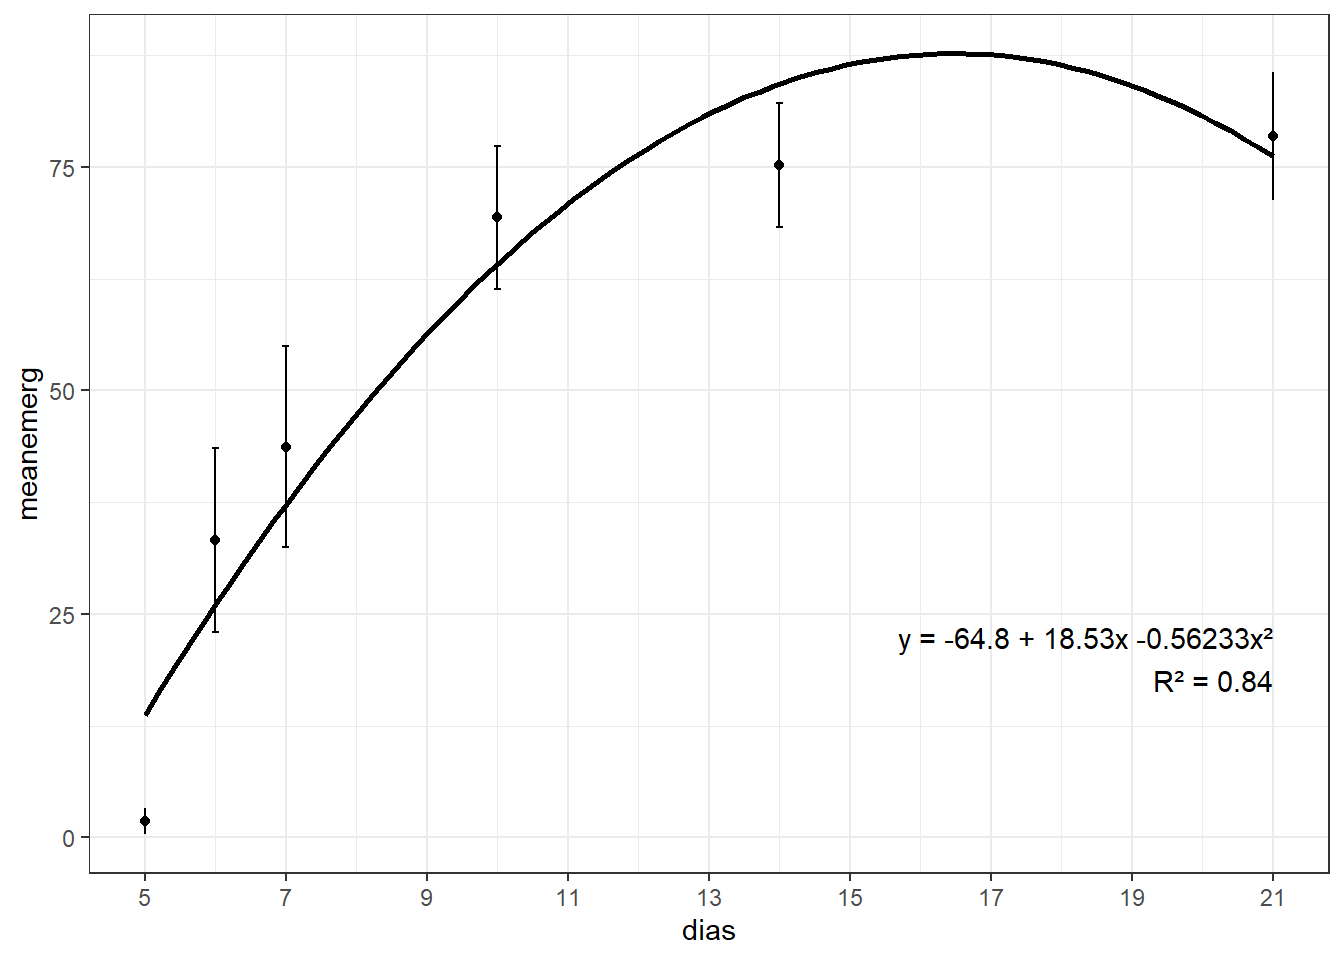 meanemerg
75
50
25
0
y = -64.8 + 18.53x -0.56233x²
R² = 0.84
5 7 9 11 13 15 17 19 21
dias